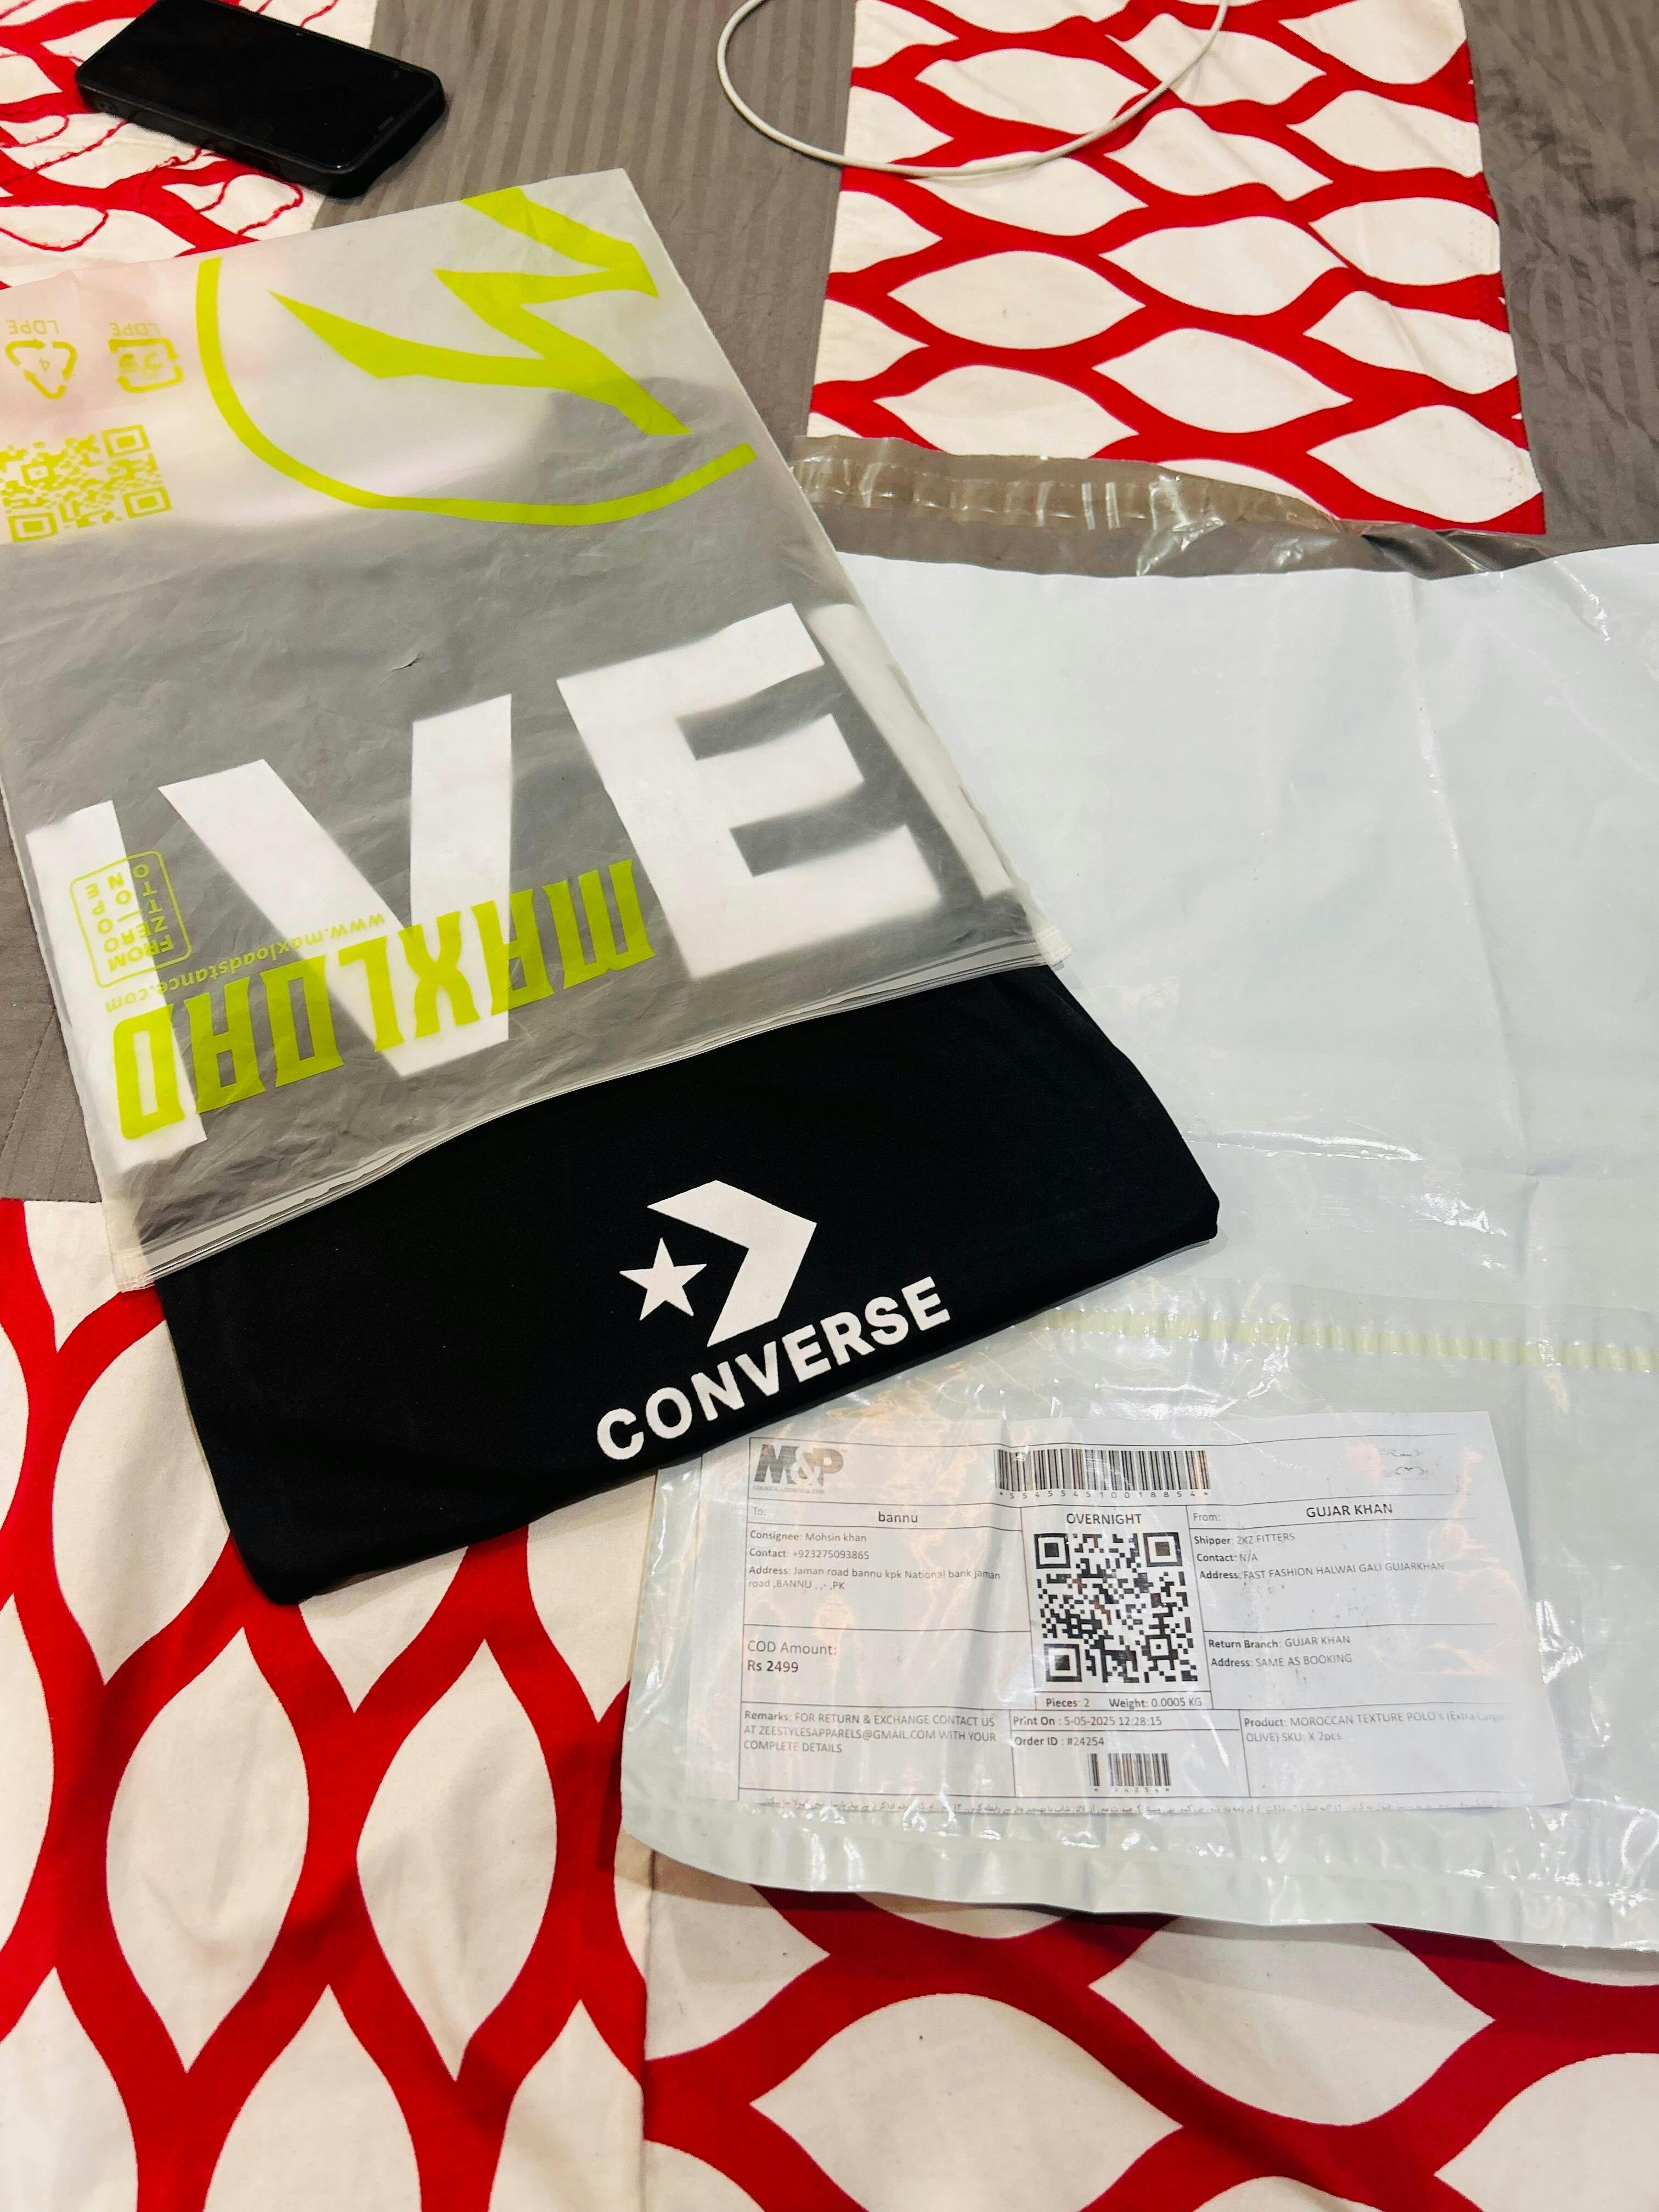 LDPE
4
LDPE
FROM
ZERO
TO
ONE
www.maxloadstance.com
MAXLOAD
IVE
CONVERSE
M&P
*5545545100188 54*
To:
bannu
Consignee: Mohsin khan
Contact: +923275093865
Address: Jaman road bannu kpk National bank jaman
road ,BANNU , ,- ,PK
COD Amount:
Rs 2499
Remarks: FOR RETURN & EXCHANGE CONTACT US
AT ZEESTYLESAPPARELS@GMAIL.COM WITH YOUR
COMPLETE DETAILS
OVERNIGHT
Pieces: 2 Weight: 0.0005 KG
Print On : 5-05-2025 12:28:15
Order ID : #24254
*24254*
From:
GUJAR KHAN
Shipper: ZKZ FITTERS
Contact: N/A
Address: FAST FASHION HALWAI GALI GUJARKHAN
Return Branch: GUJAR KHAN
Address: SAME AS BOOKING
Product: MOROCCAN TEXTURE POLO's (Extra Large
OLIVE) SKU: X 2pcs